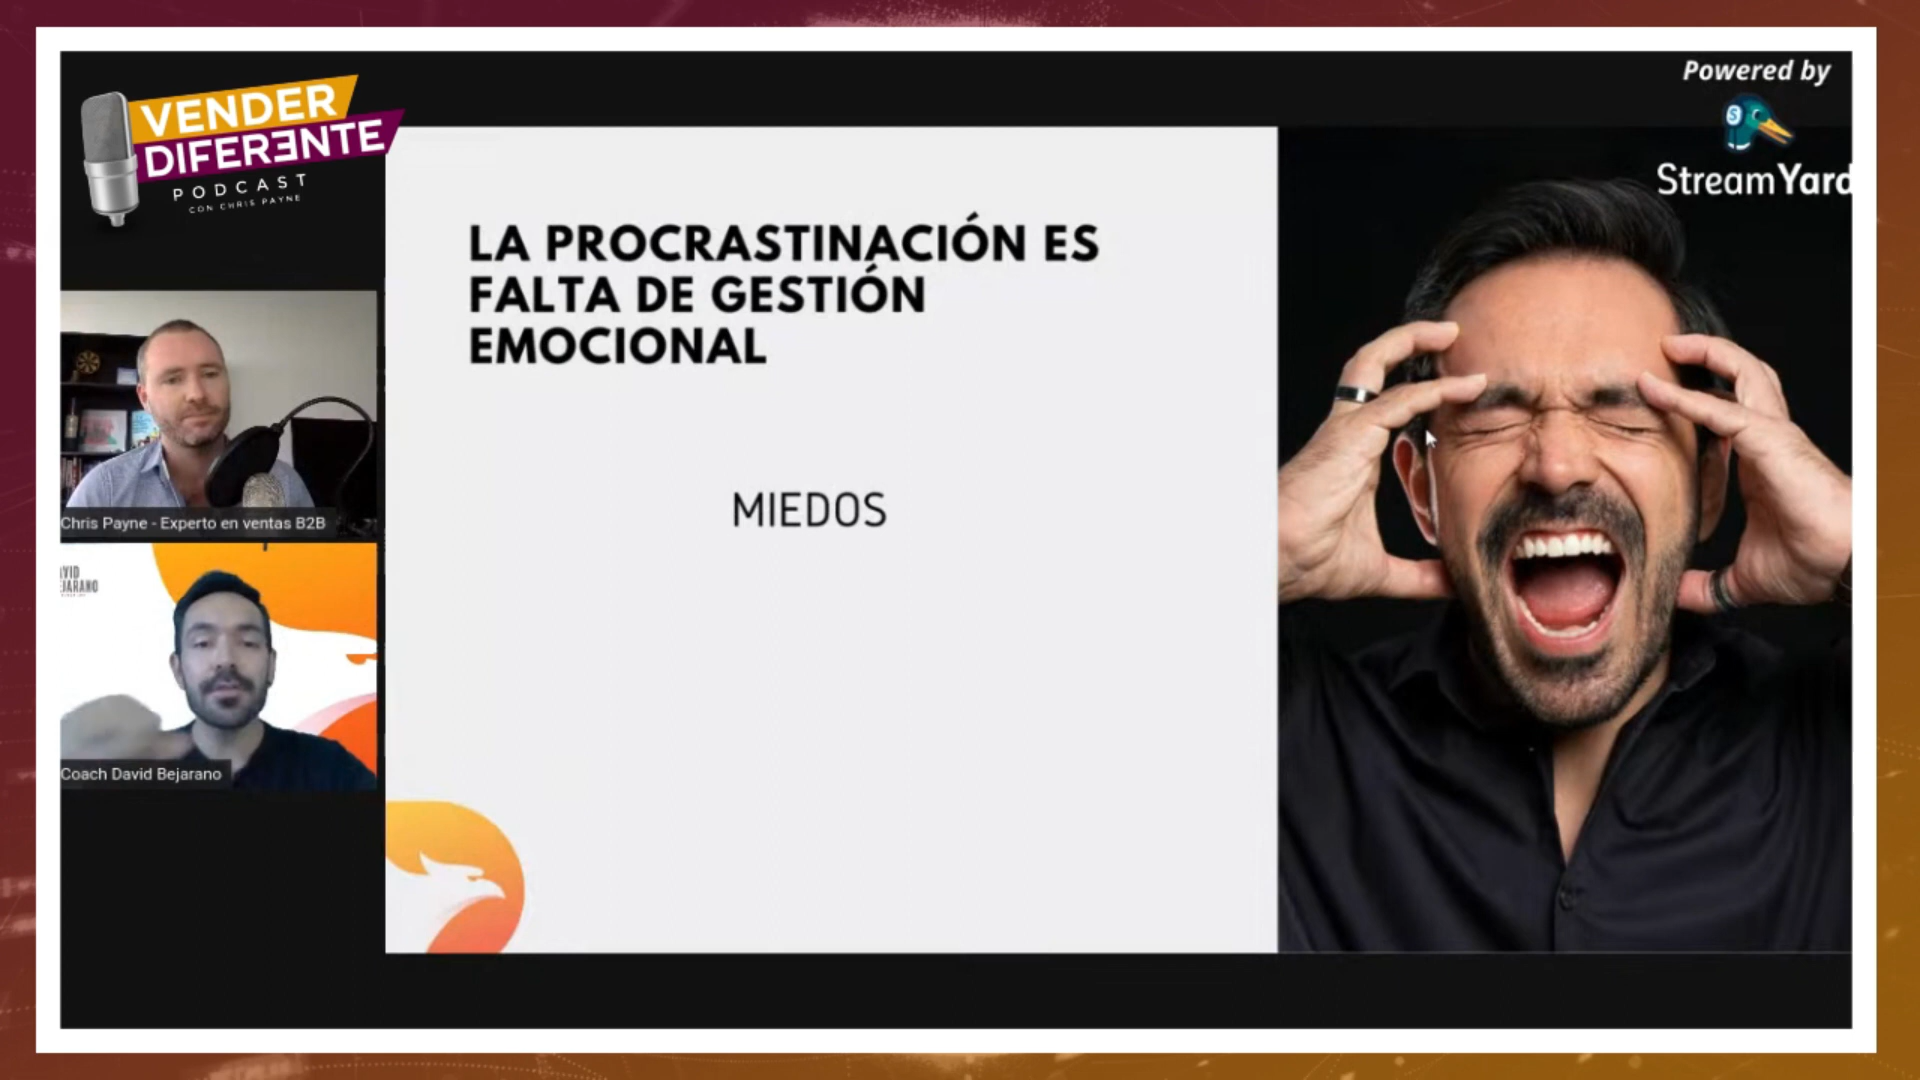 VENDER
DIFERƎNTE
PODCAST
CON CHRIS PAYNE
Powered by
StreamYard
LA PROCRASTINACIÓN ES
FALTA DE GESTIÓN
EMOCIONAL
MIEDOS
Chris Payne - Experto en ventas B2B
Coach David Bejarano